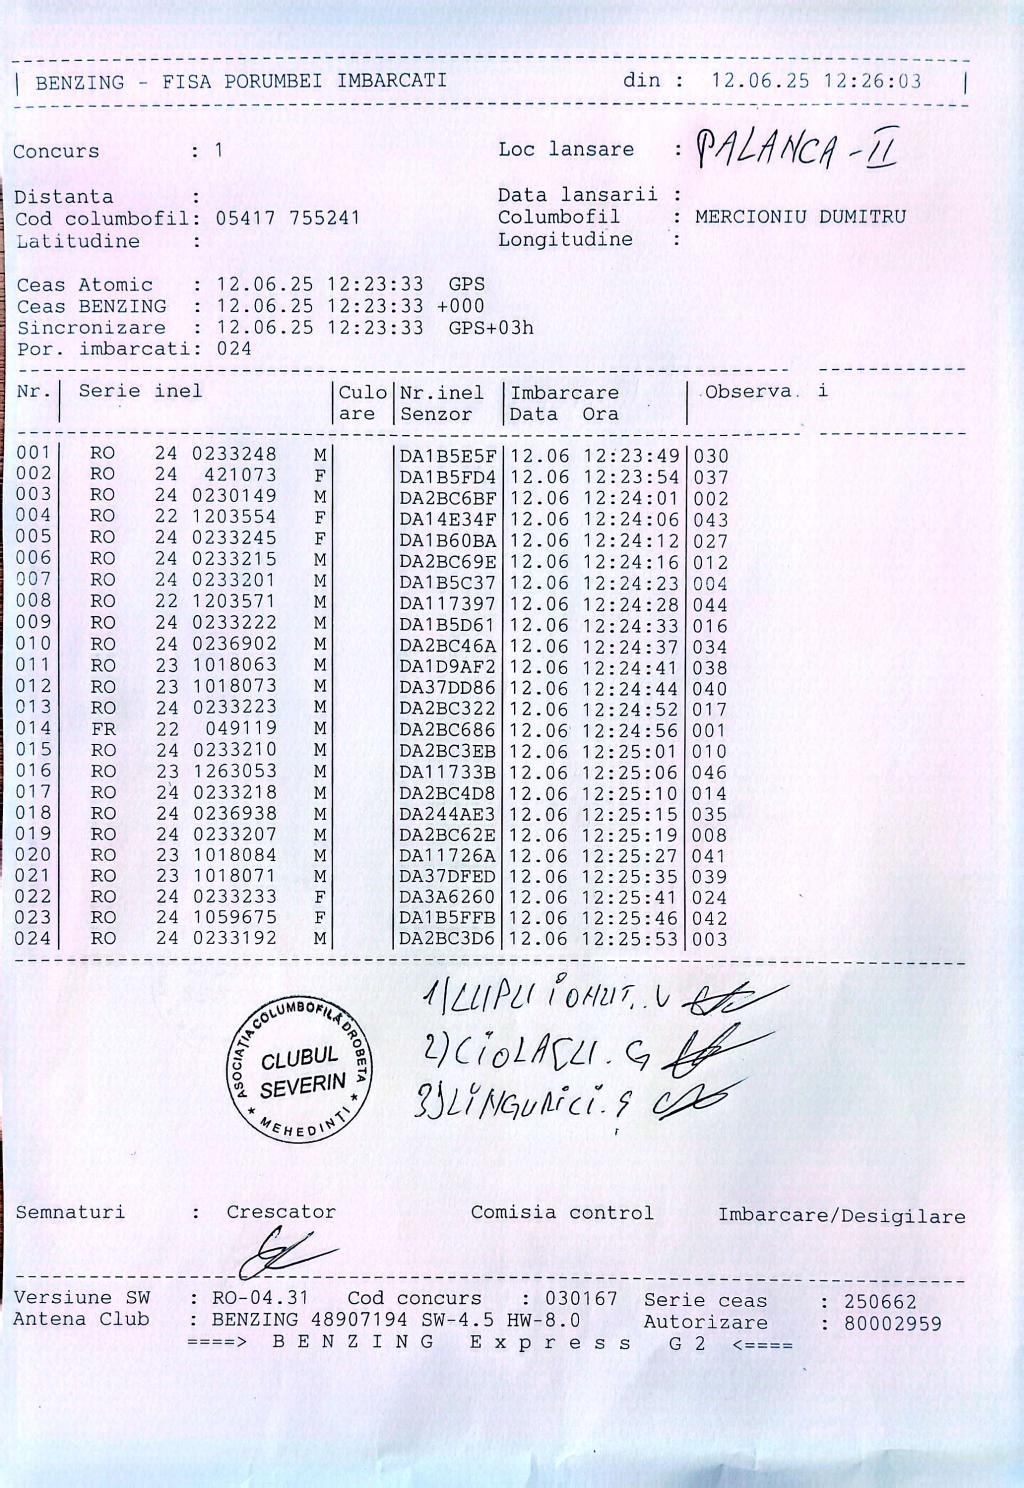 BENZING - FISA PORUMBEI IMBARCATI din : 12.06.25 12:26:03
Concurs : 1 Loc lansare : PALANCA - II
Distanta : Data lansarii :
Cod columbofil: 05417 755241 Columbofil : MERCIONIU DUMITRU
Latitudine : Longitudine :
Ceas Atomic : 12.06.25 12:23:33 GPS
Ceas BENZING : 12.06.25 12:23:33 +000
Sincronizare : 12.06.25 12:23:33 GPS+03h
Por. imbarcati: 024
Nr. Serie inel Culo Nr.inel Imbarcare Observa. i
are Senzor Data Ora
001 RO 24 0233248 M DA1B5E5F 12.06 12:23:49 030
002 RO 24 421073 F DA1B5FD4 12.06 12:23:54 037
003 RO 24 0230149 M DA2BC6BF 12.06 12:24:01 002
004 RO 22 1203554 F DA14E34F 12.06 12:24:06 043
005 RO 24 0233245 F DA1B60BA 12.06 12:24:12 027
006 RO 24 0233215 M DA2BC69E 12.06 12:24:16 012
007 RO 24 0233201 M DA1B5C37 12.06 12:24:23 004
008 RO 22 1203571 M DA117397 12.06 12:24:28 044
009 RO 24 0233222 M DA1B5D61 12.06 12:24:33 016
010 RO 24 0236902 M DA2BC46A 12.06 12:24:37 034
011 RO 23 1018063 M DA1D9AF2 12.06 12:24:41 038
012 RO 23 1018073 M DA37DD86 12.06 12:24:44 040
013 RO 24 0233223 M DA2BC322 12.06 12:24:52 017
014 FR 22 049119 M DA2BC686 12.06 12:24:56 001
015 RO 24 0233210 M DA2BC3EB 12.06 12:25:01 010
016 RO 23 1263053 M DA11733B 12.06 12:25:06 046
017 RO 24 0233218 M DA2BC4D8 12.06 12:25:10 014
018 RO 24 0236938 M DA244AE3 12.06 12:25:15 035
019 RO 24 0233207 M DA2BC62E 12.06 12:25:19 008
020 RO 23 1018084 M DA11726A 12.06 12:25:27 041
021 RO 23 1018071 M DA37DFED 12.06 12:25:35 039
022 RO 24 0233233 F DA3A6260 12.06 12:25:41 024
023 RO 24 1059675 F DA1B5FFB 12.06 12:25:46 042
024 RO 24 0233192 M DA2BC3D6 12.06 12:25:53 003
1) LUPU IONUT. V
2) CIOLACU. G
3) LINGURICI. S
ASOCIAȚIA COLUMBOFILĂ DROBETA
CLUBUL
SEVERIN
* MEHEDINTI *
Semnaturi : Crescator Comisia control Imbarcare/Desigilare
Versiune SW : RO-04.31 Cod concurs : 030167 Serie ceas : 250662
Antena Club : BENZING 48907194 SW-4.5 HW-8.0 Autorizare : 80002959
====> B E N Z I N G E x p r e s s G 2 <====